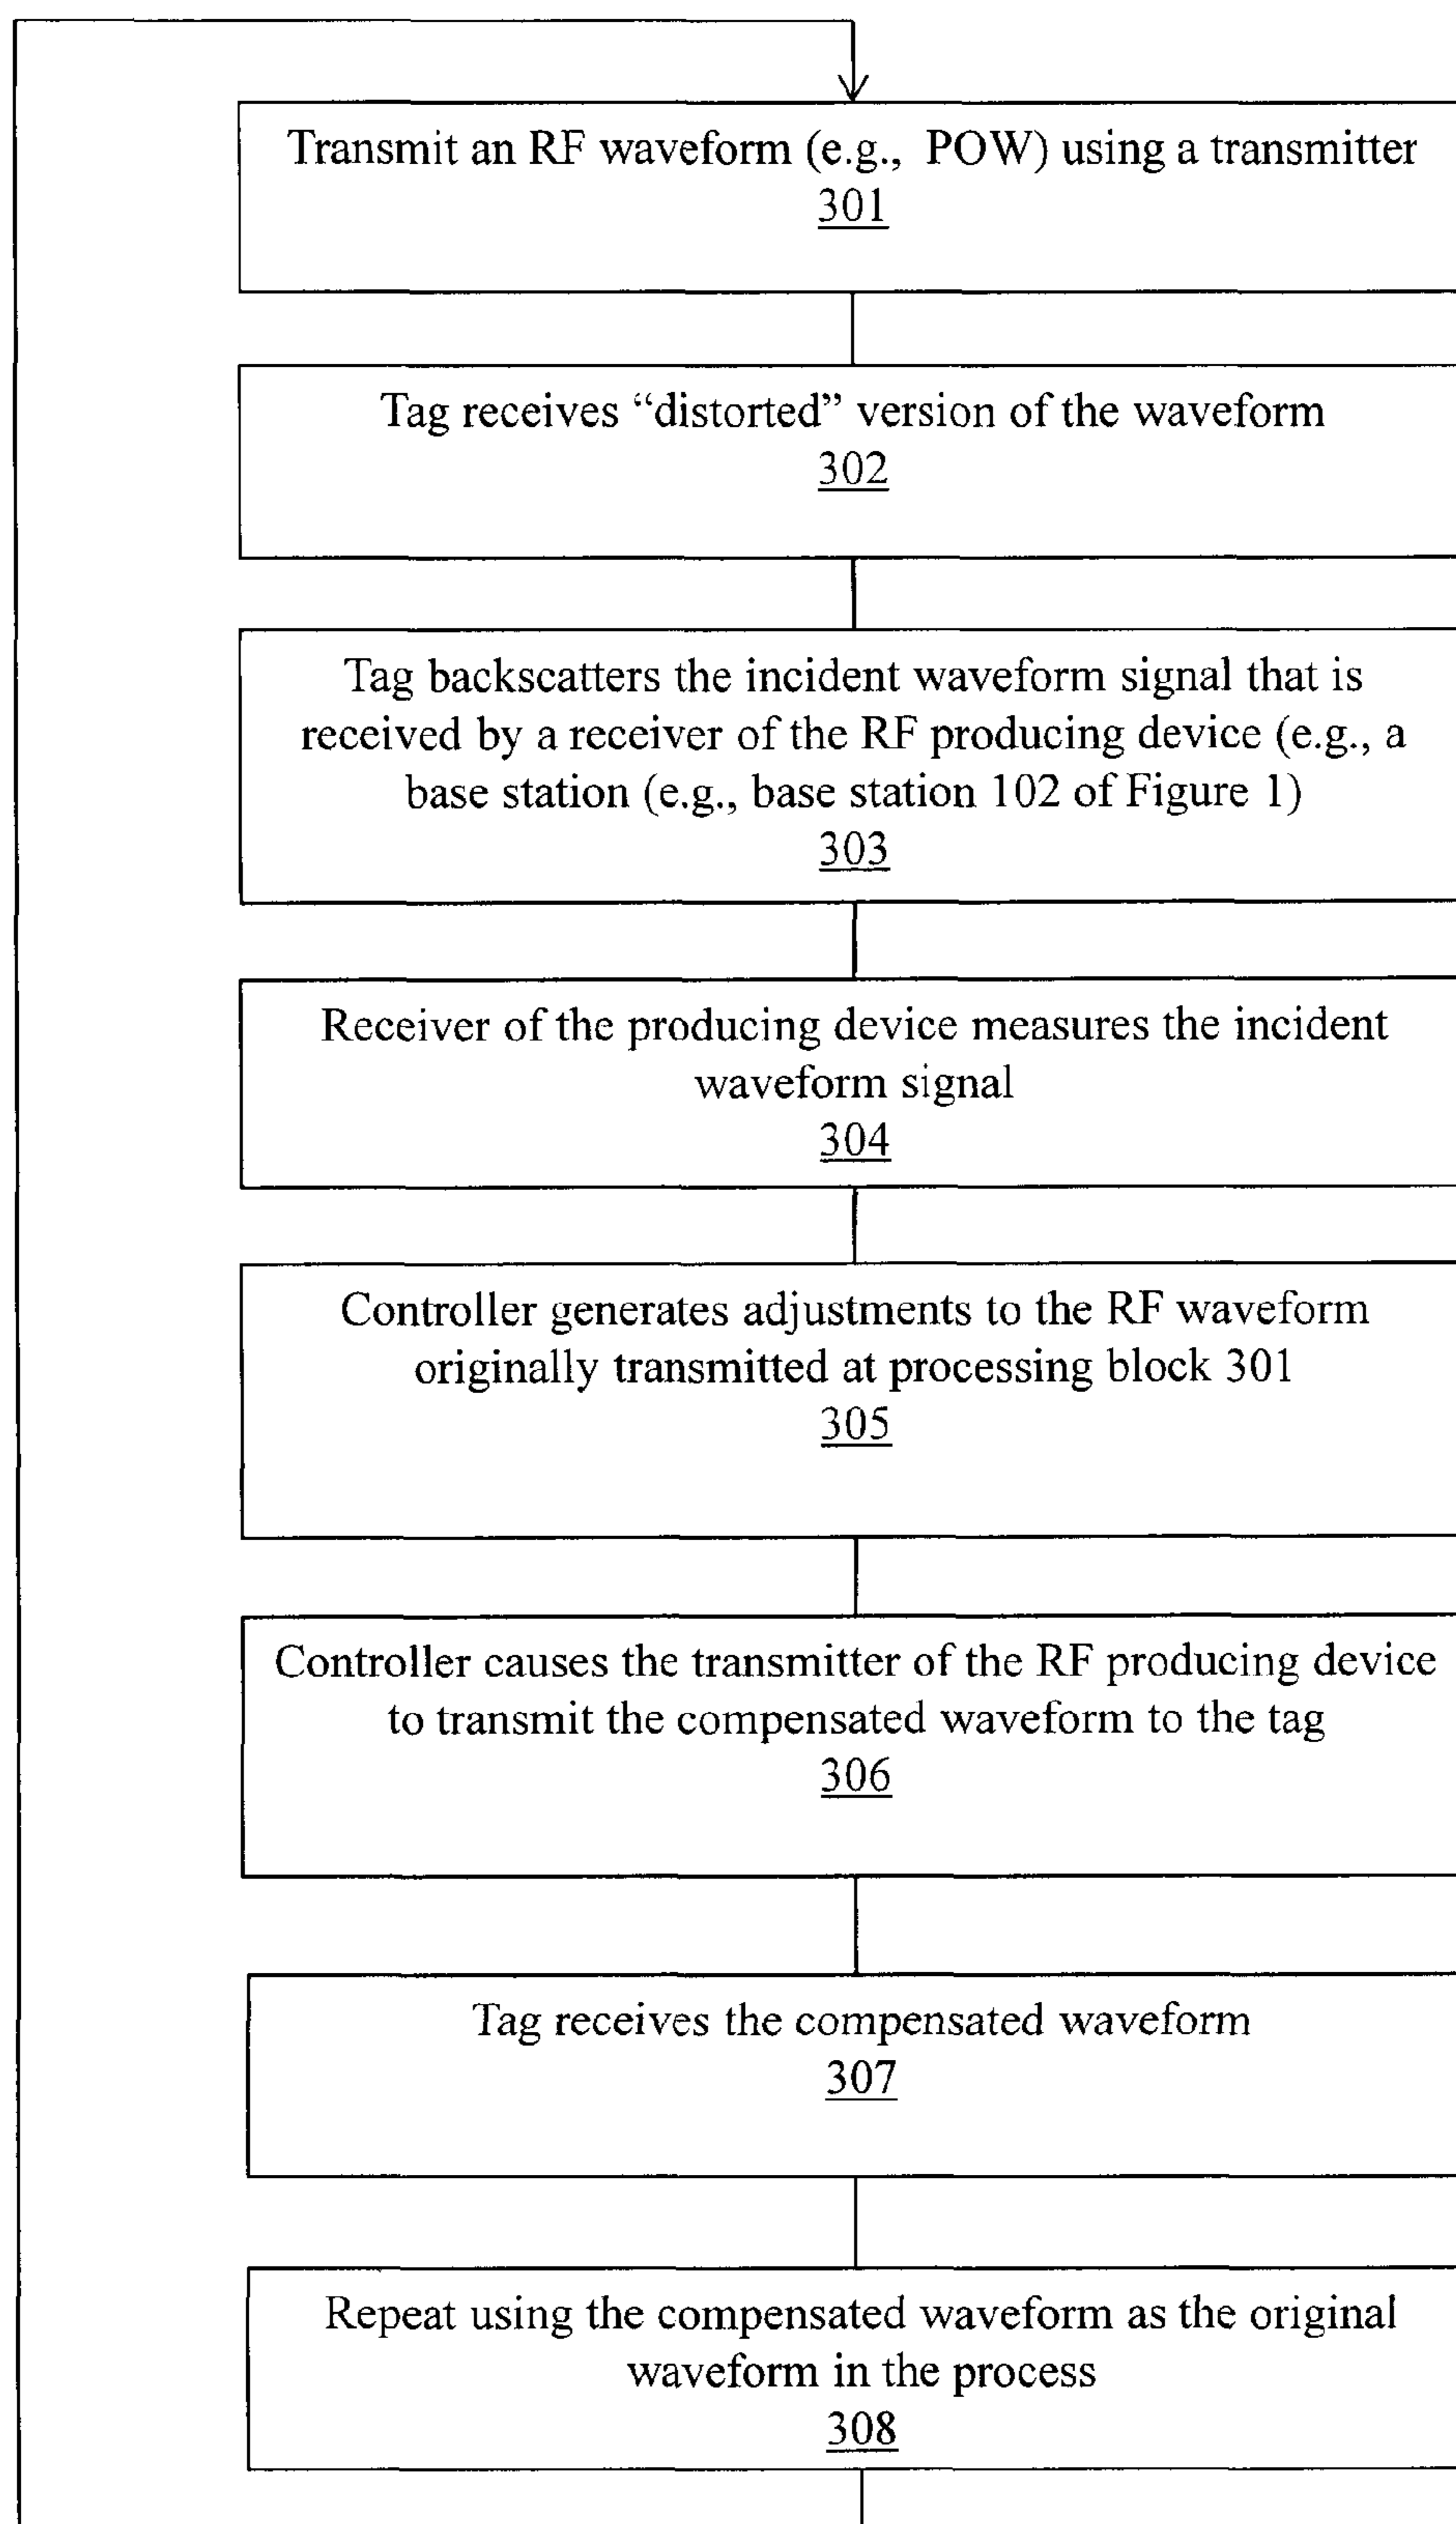 Transmit an RF waveform (e.g., POW) using a transmitter
301
Tag receives “distorted” version of the waveform
302
Tag backscatters the incident waveform signal that is
received by a receiver of the RF producing device (e.g., a
base station (e.g., base station 102 of Figure 1)
303
Receiver of the producing device measures the incident
waveform signal
304
Controller generates adjustments to the RF waveform
originally transmitted at processing block 301
305
Controller causes the transmitter of the RF producing device
to transmit the compensated waveform to the tag
306
Tag receives the compensated waveform
307
Repeat using the compensated waveform as the original
waveform in the process
308